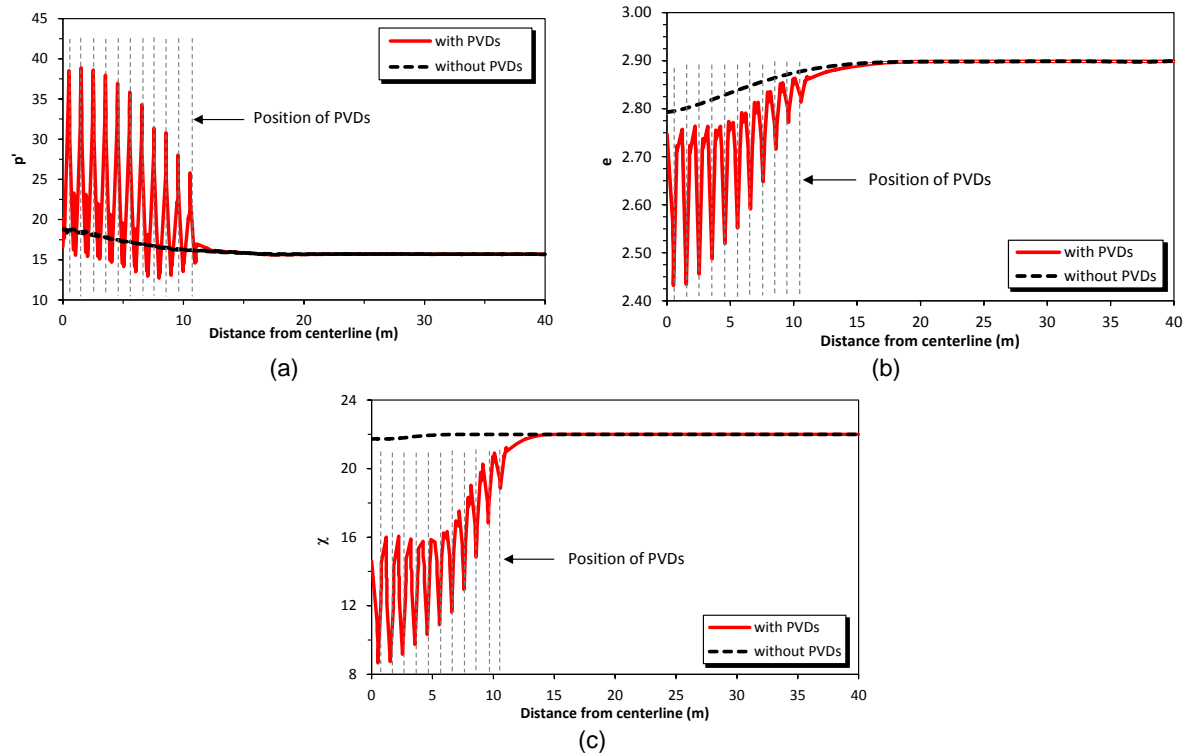 45
40
35
30
25
20
15
10
p'
0
10
20
30
40
Distance from centerline (m)
with PVDs
without PVDs
Position of PVDs
(a)
3.00
2.90
2.80
2.70
2.60
2.50
2.40
e
0
5
10
15
20
25
30
35
40
Distance from centerline (m)
Position of PVDs
with PVDs
without PVDs
(b)
24
20
16
12
8
χ
0
5
10
15
20
25
30
35
40
Distance from centerline (m)
Position of PVDs
with PVDs
without PVDs
(c)